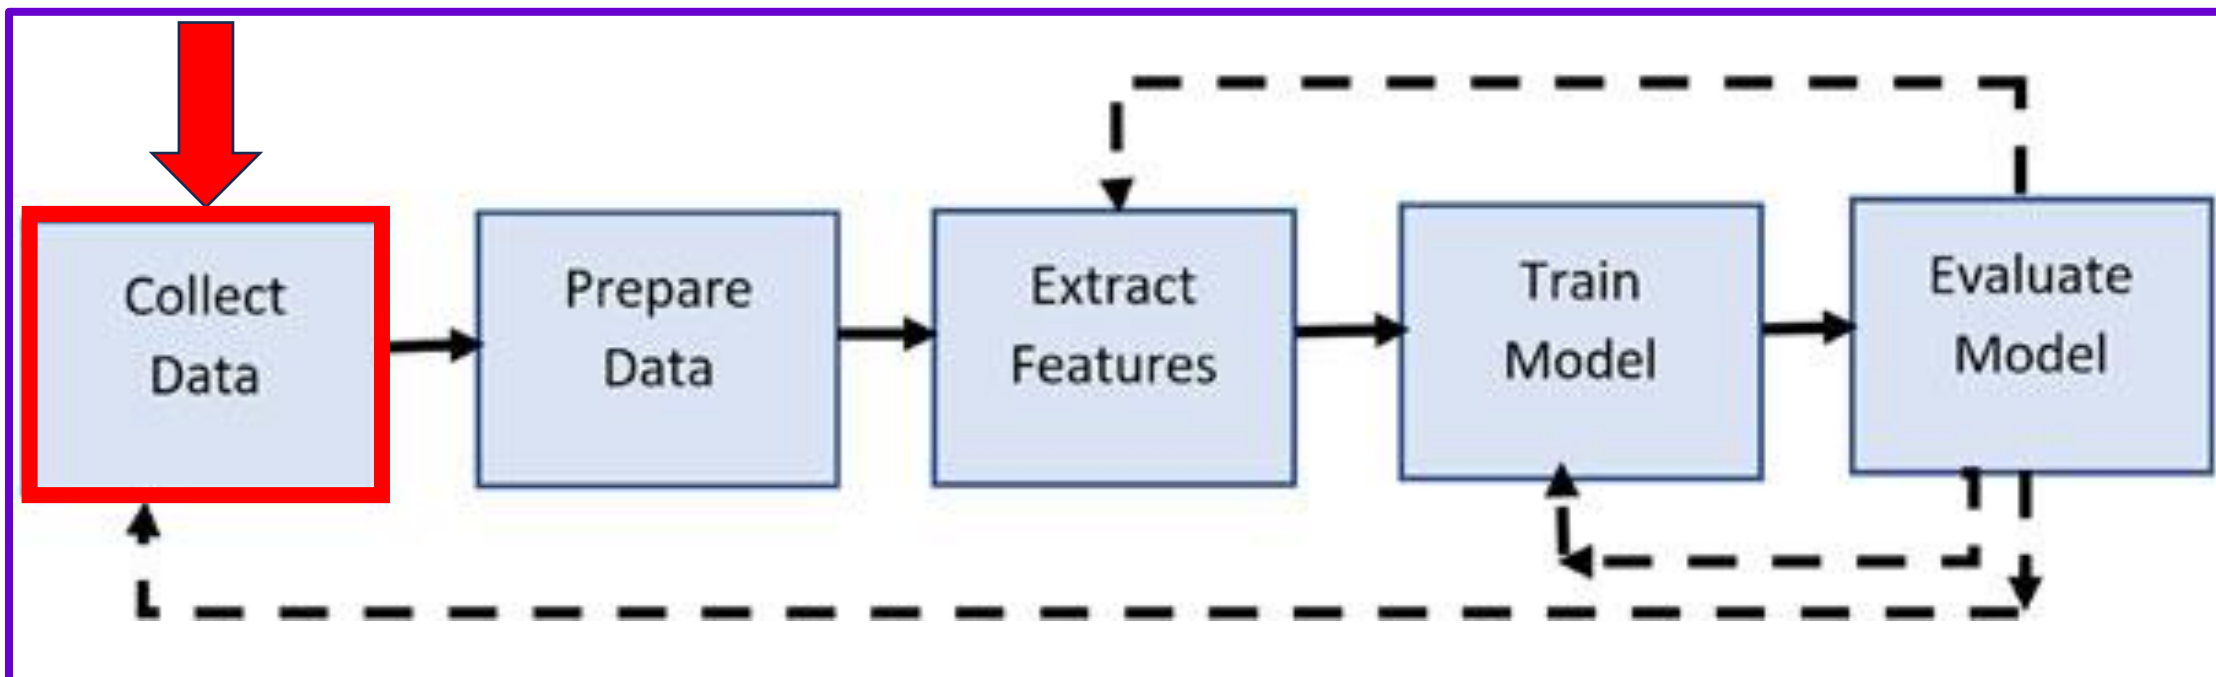 Collect
Data
Prepare
Data
Extract
Features
Train
Model
Evaluate
Model